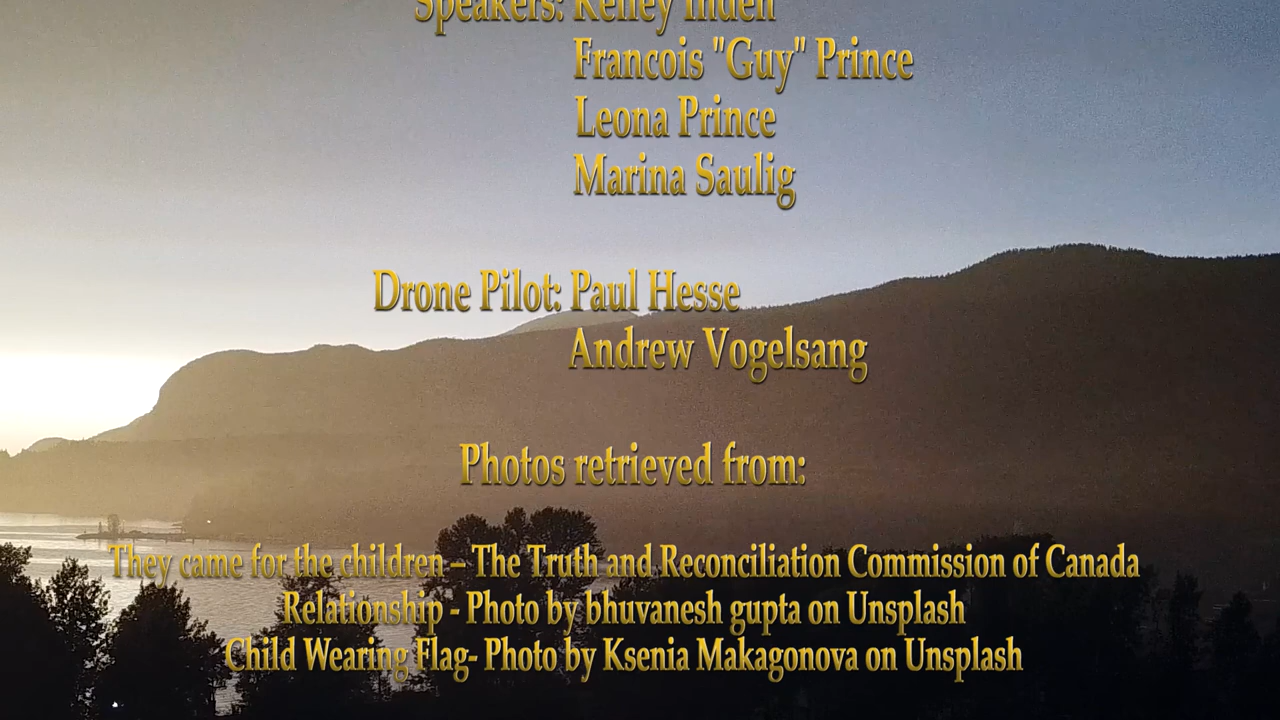 Speakers: Kelley Inden
Francois "Guy" Prince
Leona Prince
Marina Saulig
Drone Pilot: Paul Hesse
Andrew Vogelsang
Photos retrieved from:
They came for the children – The Truth and Reconciliation Commission of Canada
Relationship - Photo by bhuvanesh gupta on Unsplash
Child Wearing Flag- Photo by Ksenia Makagonova on Unsplash